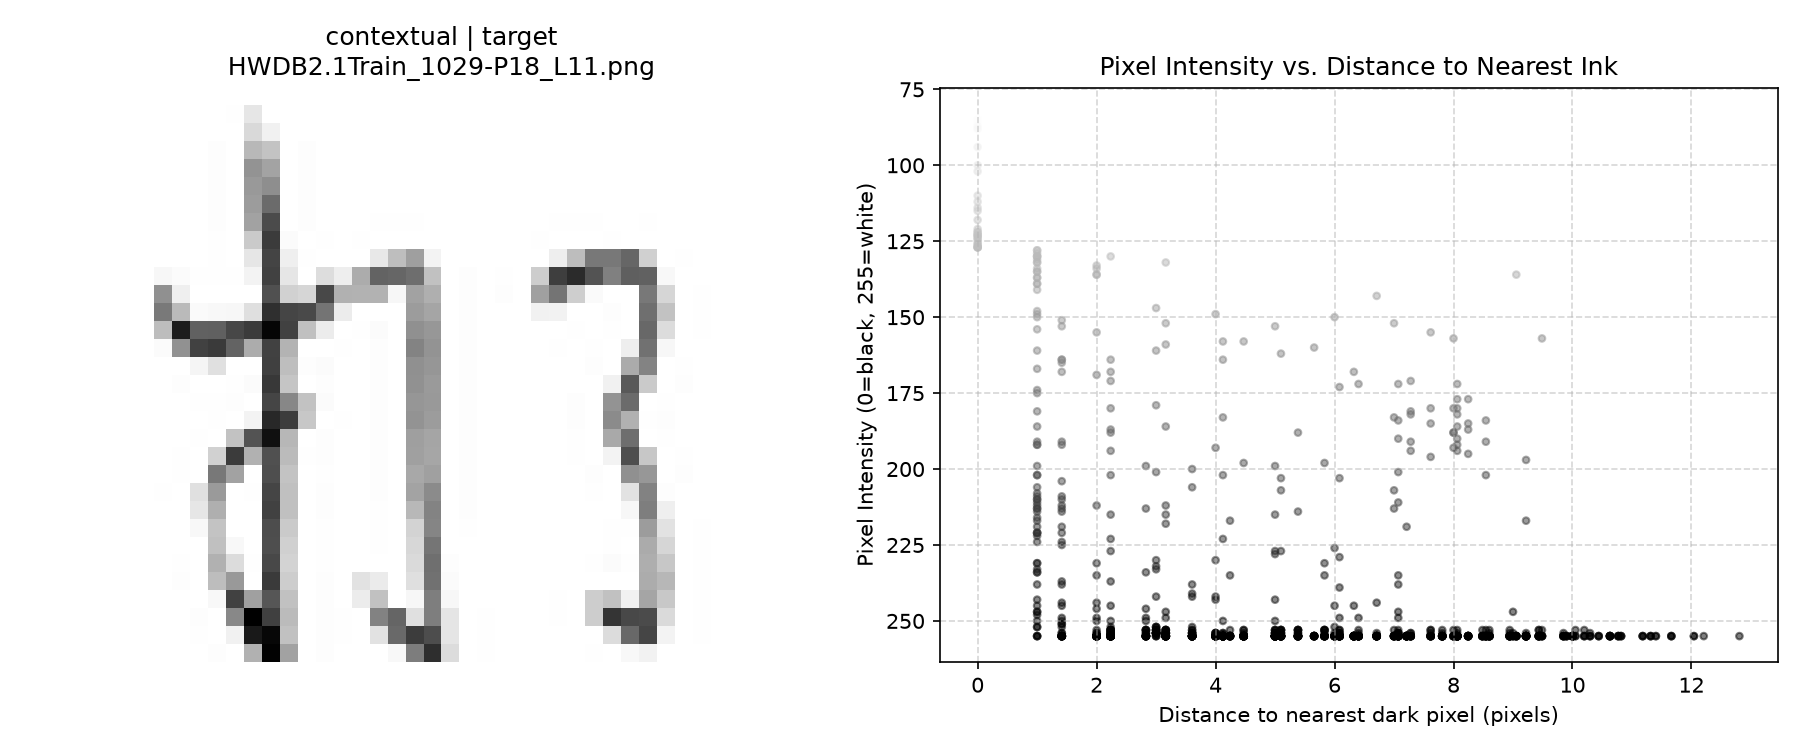 contextual | target
HWDB2.1Train_1029-P18_L11.png
Pixel Intensity vs. Distance to Nearest Ink
Pixel Intensity (0=black, 255=white)
75
100
125
150
175
200
225
250
0 2 4 6 8 10 12
Distance to nearest dark pixel (pixels)